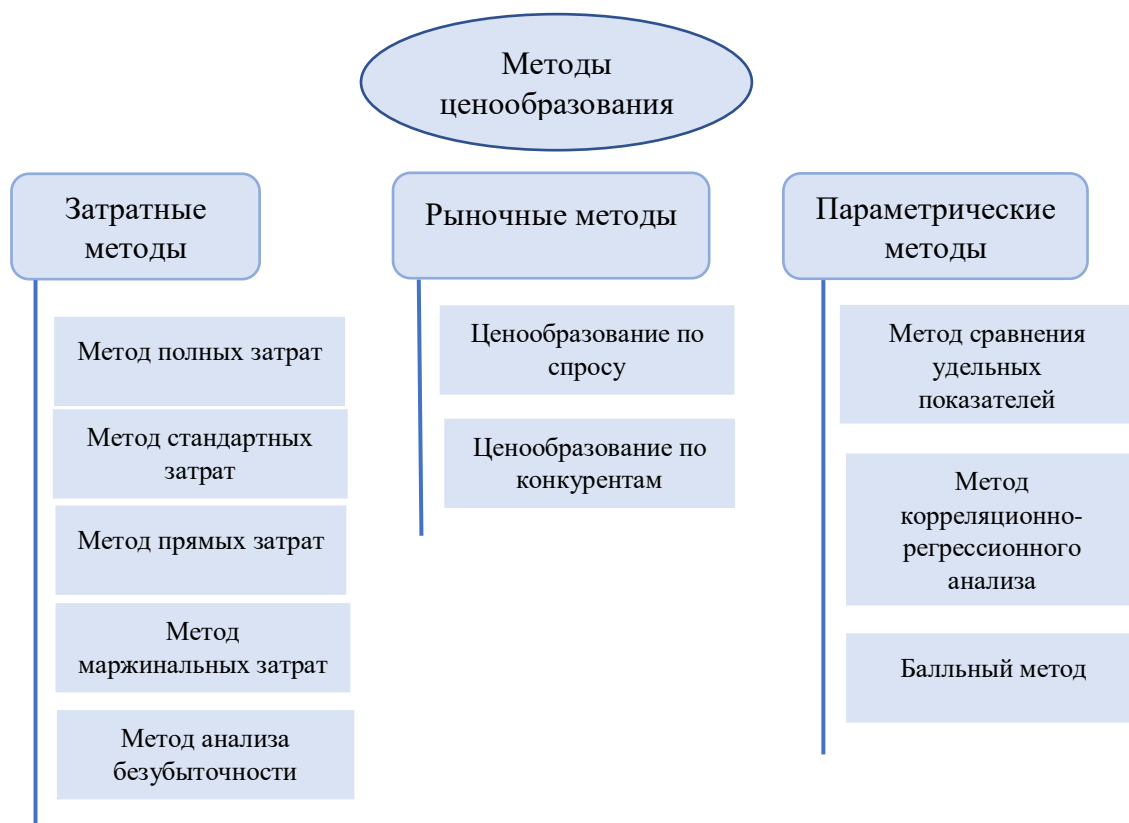 Методы
ценообразования
Затратные
методы
Рыночные методы
Параметрические
методы
Метод полных затрат
Метод стандартных
затрат
Метод прямых затрат
Метод
маржинальных затрат
Метод анализа
безубыточности
Ценообразование по
спросу
Ценообразование по
конкурентам
Метод сравнения
удельных
показателей
Метод
корреляционно-
регрессионного
анализа
Балльный метод